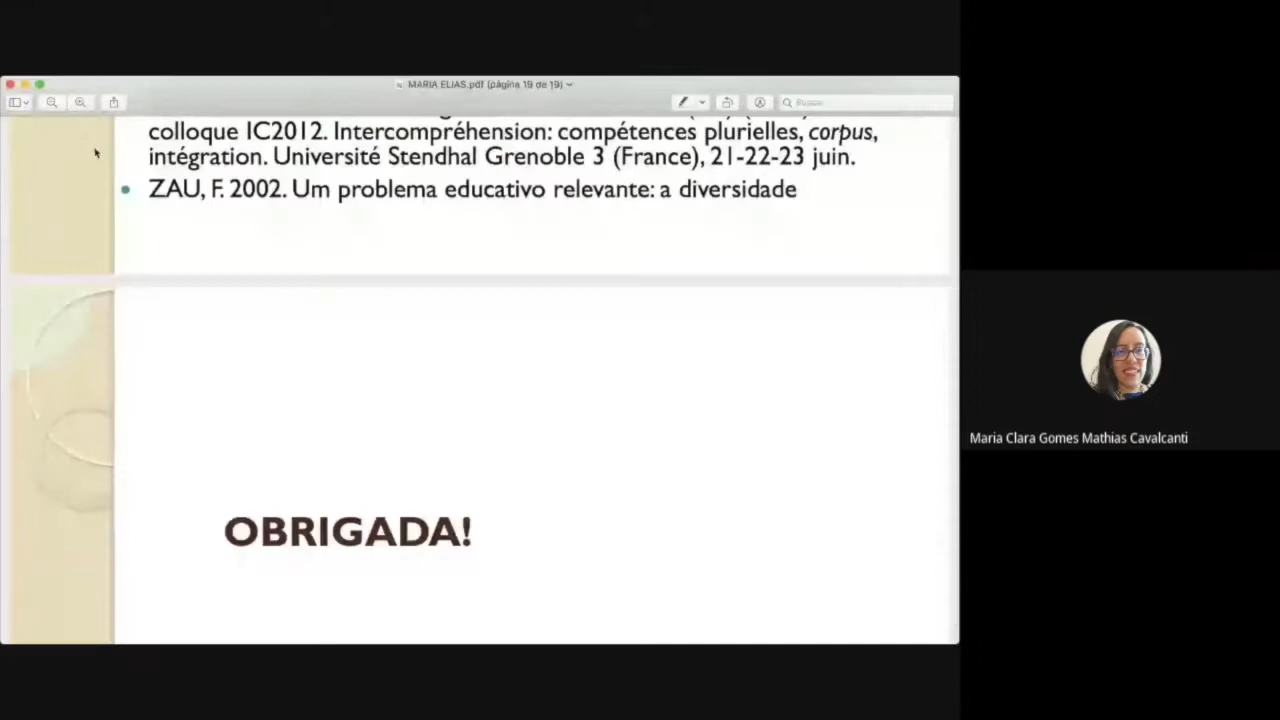 MARIA ELIAS.pdf (página 19 de 19)
Buscar
colloque IC2012. Intercompréhension: compétences plurielles, corpus,
intégration. Université Stendhal Grenoble 3 (France), 21-22-23 juin.
• ZAU, F. 2002. Um problema educativo relevante: a diversidade
OBRIGADA!
Maria Clara Gomes Mathias Cavalcanti